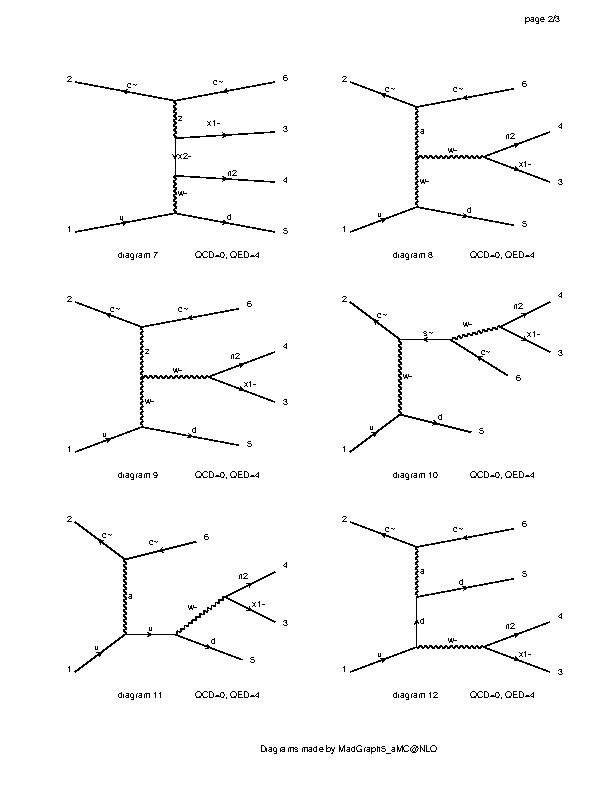 page 2/3
2 c~ c~ 6
z
x1- 3
x2-
n2 4
w-
u d
1 5
diagram 7 QCD=0, QED=4
2 c~ c~ 6
a
w- n2 4
x1- 3
w-
u d
1 5
diagram 8 QCD=0, QED=4
2 c~ c~ 6
z
w- n2 4
x1- 3
w-
u d
1 5
diagram 9 QCD=0, QED=4
2 c~ s~ w- n2 4
x1- 3
c~ 6
w-
u d 5
1
diagram 10 QCD=0, QED=4
2 c~ c~ 6
a
w- n2 4
x1- 3
u u d
1 5
diagram 11 QCD=0, QED=4
2 c~ c~ 6
a
d 5
d
u w- n2 4
x1-
1 3
diagram 12 QCD=0, QED=4
Diagrams made by MadGraph5_aMC@NLO